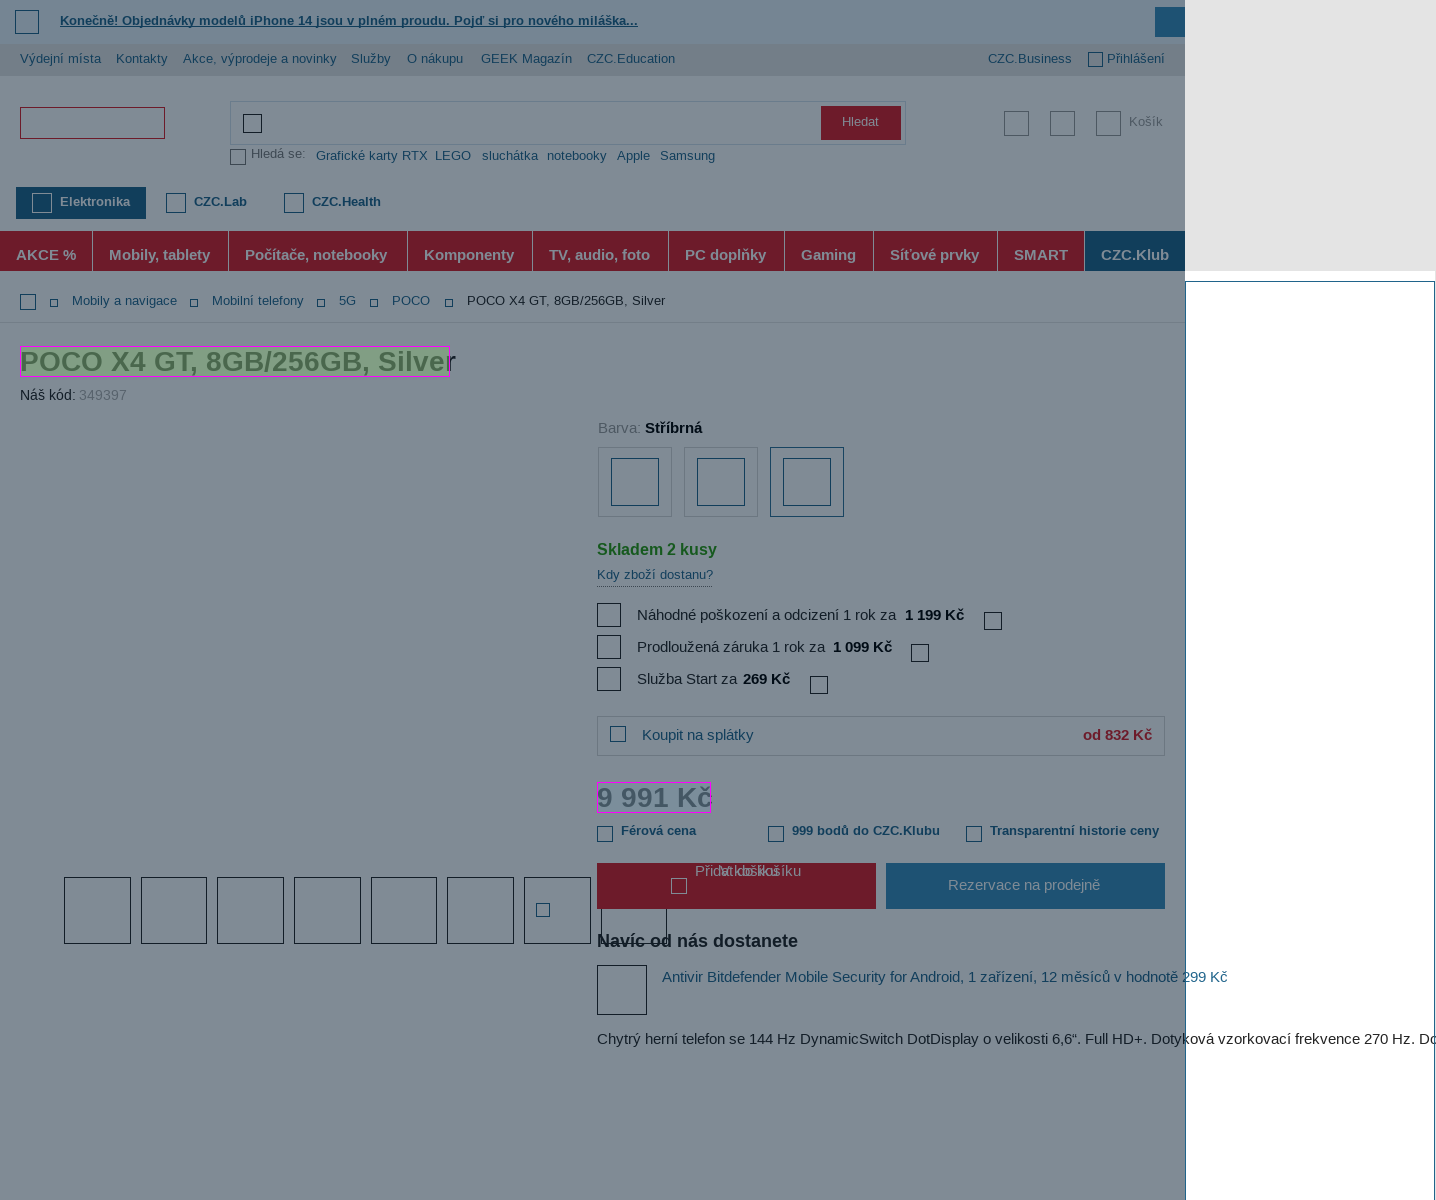 Konečně! Objednávky modelů iPhone 14 jsou v plném proudu. Pojď si pro nového miláška...
Výdejní místa Kontakty Akce, výprodeje a novinky Služby O nákupu GEEK Magazín CZC.Education CZC.Business Přihlášení
Hledat Košík
Hledá se: Grafické karty RTX LEGO sluchátka notebooky Apple Samsung
Elektronika CZC.Lab CZC.Health
AKCE % Mobily, tablety Počítače, notebooky Komponenty TV, audio, foto PC doplňky Gaming Síťové prvky SMART CZC.Klub
Mobily a navigace Mobilní telefony 5G POCO POCO X4 GT, 8GB/256GB, Silver
POCO X4 GT, 8GB/256GB, Silver
Náš kód: 349397
Barva: Stříbrná
Skladem 2 kusy
Kdy zboží dostanu?
Náhodné poškození a odcizení 1 rok za 1 199 Kč
Prodloužená záruka 1 rok za 1 099 Kč
Služba Start za 269 Kč
Koupit na splátky od 832 Kč
9 991 Kč
Férová cena 999 bodů do CZC.Klubu Transparentní historie ceny
Přidat do košíku
V košíku
Rezervace na prodejně
Navíc od nás dostanete
Antivir Bitdefender Mobile Security for Android, 1 zařízení, 12 měsíců v hodnotě 299 Kč
Chytrý herní telefon se 144 Hz DynamicSwitch DotDisplay o velikosti 6,6“. Full HD+. Dotyková vzorkovací frekvence 270 Hz. Do